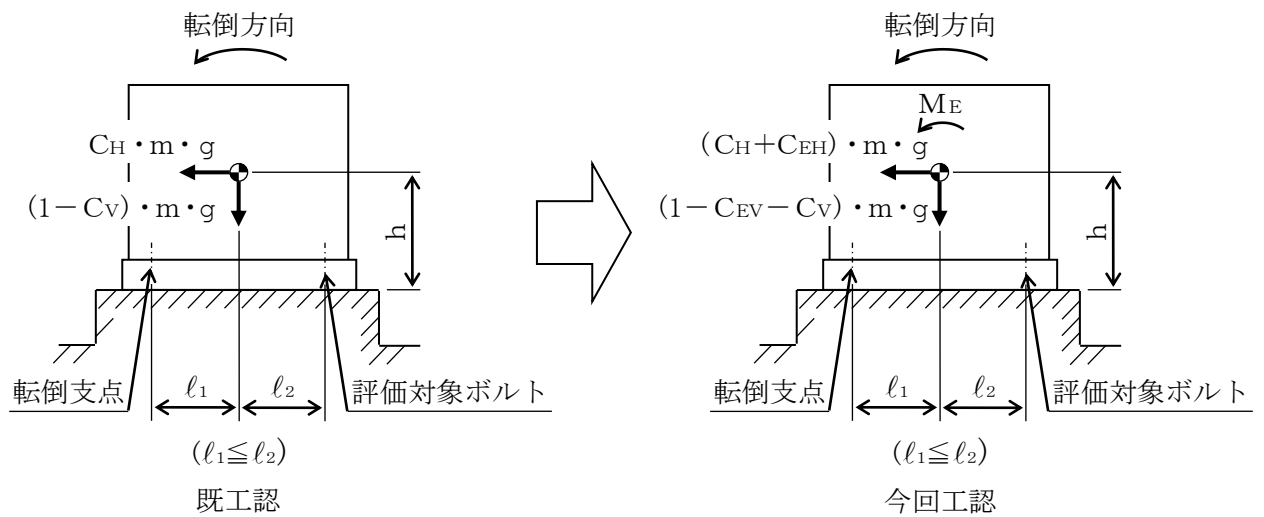 転倒方向
CH・m・g
(1－CV)・m・g
h
転倒支点
ℓ1
ℓ2
評価対象ボルト
(ℓ1≦ℓ2)
既工認
転倒方向
ME
(CH＋CEH)・m・g
(1－CEV－CV)・m・g
h
転倒支点
ℓ1
ℓ2
評価対象ボルト
(ℓ1≦ℓ2)
今回工認